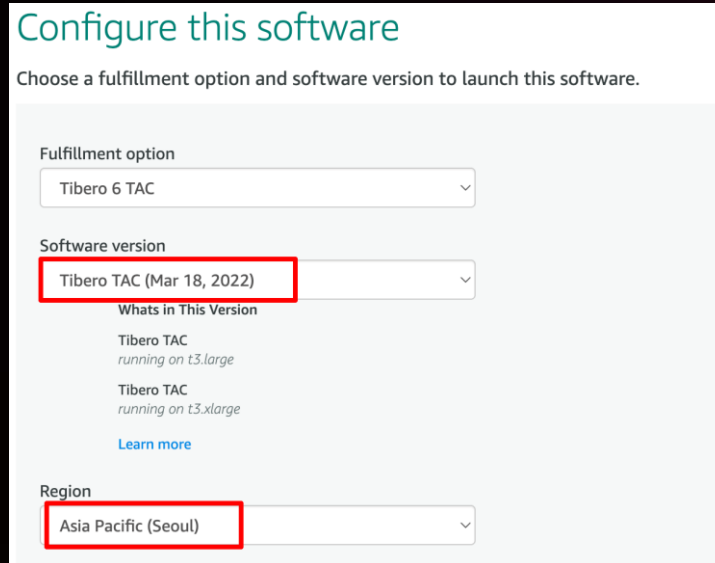 Configure this software
Choose a fulfillment option and software version to launch this software.
Fulfillment option
Tibero 6 TAC
Software version
Tibero TAC (Mar 18, 2022)
Whats in This Version
Tibero TAC
running on t3.large
Tibero TAC
running on t3.xlarge
Learn more
Region
Asia Pacific (Seoul)